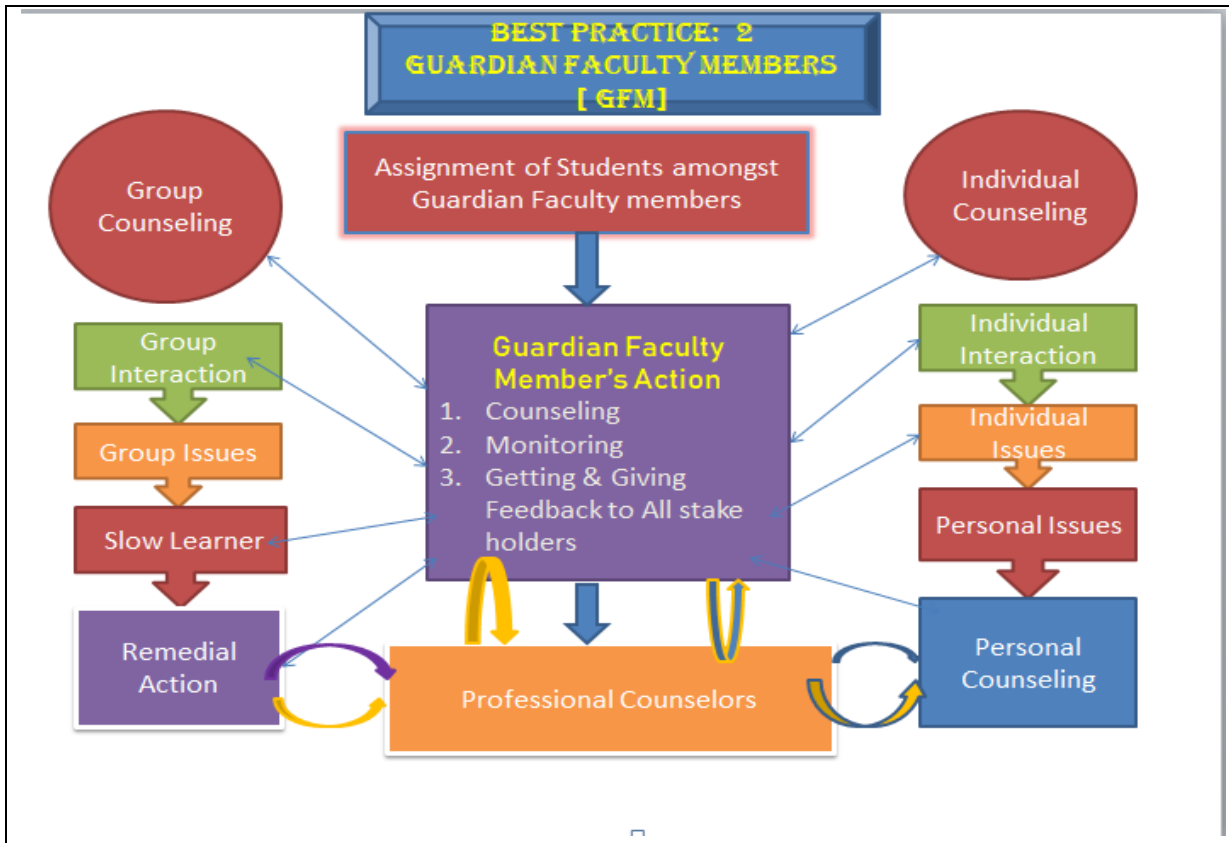 BEST PRACTICE: 2
GUARDIAN FACULTY MEMBERS
[ GFM]
Assignment of Students amongst
Guardian Faculty members
Group
Counseling
Individual
Counseling
Group
Interaction
Group Issues
Slow Learner
Remedial
Action
Guardian Faculty
Member's Action
1. Counseling
2. Monitoring
3. Getting & Giving
Feedback to All stake
holders
Professional Counselors
Individual
Interaction
Individual
Issues
Personal Issues
Personal
Counseling